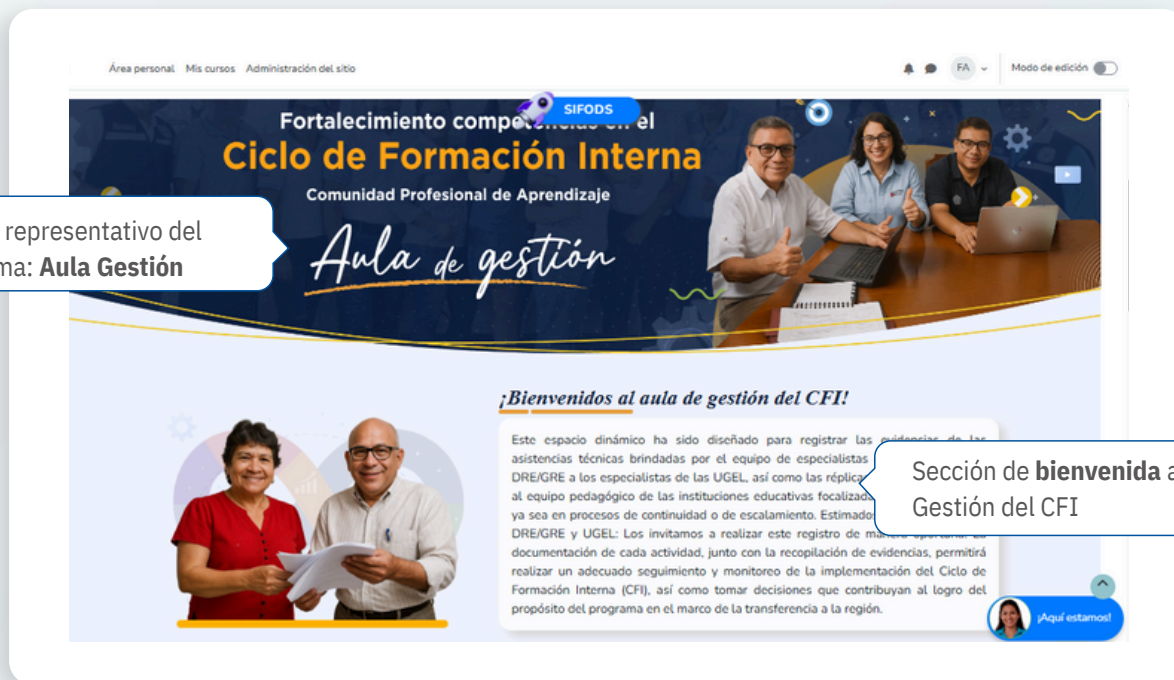 Área personal Mis cursos Administración del sitio
FA
Modo de edición
SIFODS
Fortalecimiento en el
Ciclo de Formación Interna
Comunidad Profesional de Aprendizaje
Aula de gestión
representativo del
ma: Aula Gestión
¡Bienvenidos al aula de gestión del CFI!
Este espacio dinámico ha sido diseñado para registrar las evidencias de las
asistencias técnicas brindadas por el equipo de especialistas
DRE/GRE a los especialistas de las UGEL, así como las
al equipo pedagógico de las instituciones educativas
ya sea en procesos de continuidad o de escalamiento.
DRE/GRE y UGEL: Los invitamos a realizar este registro de
documentación de cada actividad, junto con la recopilación de evidencias, permitirá
realizar un adecuado seguimiento y monitoreo de la implementación del Ciclo de
Formación Interna (CFI), así como tomar decisiones que contribuyan al logro del
propósito del programa en el marco de la transferencia a la región.
Sección de bienvenida a
Gestión del CFI
¡Aquí estamos!